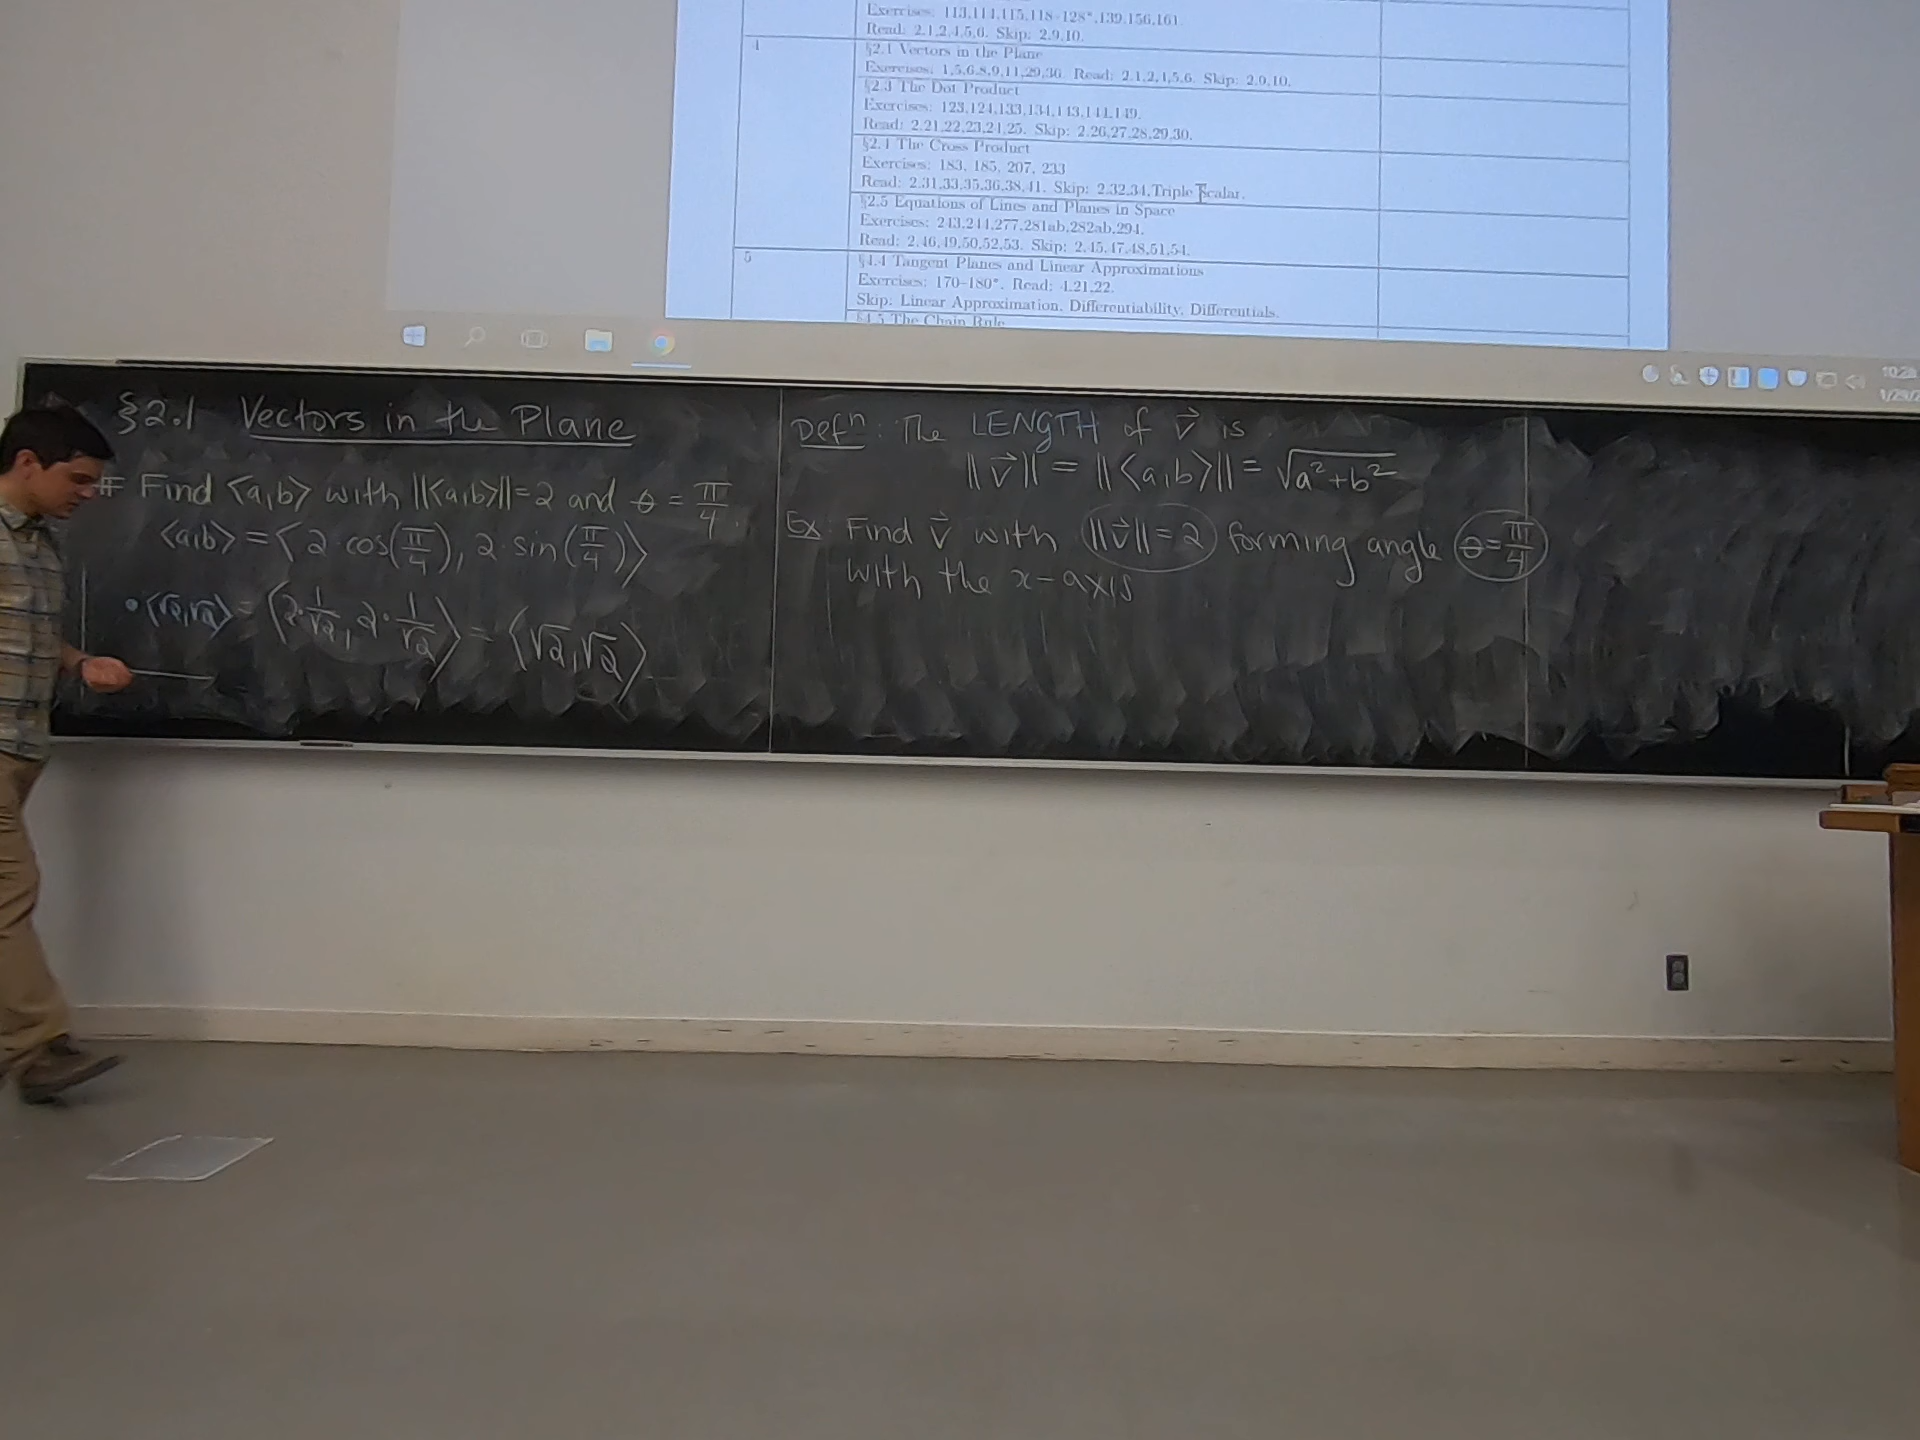 Exercises: 113,114,115,118–128*,139,156,161.
Read: 2.1,2,4,5,6. Skip: 2.9,10.
4
§2.1 Vectors in the Plane
Exercises: 1,5,6,8,9,11,29,36. Read: 2.1,2,4,5,6. Skip: 2.9,10.
§2.3 The Dot Product
Exercises: 123,124,133,134,143,144,149.
Read: 2.21,22,23,24,25. Skip: 2.26,27,28,29,30.
§2.4 The Cross Product
Exercises: 183, 185, 207, 233
Read: 2.31,33,35,36,38,41. Skip: 2.32,34,Triple Scalar.
§2.5 Equations of Lines and Planes in Space
Exercises: 243,244,277,281ab,282ab,294.
Read: 2.46,49,50,52,53. Skip: 2.45,47,48,51,54.
5
§4.4 Tangent Planes and Linear Approximations
Exercises: 170–180*. Read: 4.21,22.
Skip: Linear Approximation, Differentiability, Differentials.
§4.5 The Chain Rule
§2.1 Vectors in the Plane
# Find <a,b> with ||<a,b>||=2 and θ = π/4.
<a,b> = <2·cos(π/4), 2·sin(π/4)>
• <√2,√2> = <2·1/√2, 2·1/√2> = <√2,√2>
Defⁿ: The LENGTH of v⃗ is
||v⃗|| = ||<a,b>|| = √(a²+b²)
Ex: Find v⃗ with ||v⃗||=2 forming angle θ=π/4
with the x-axis